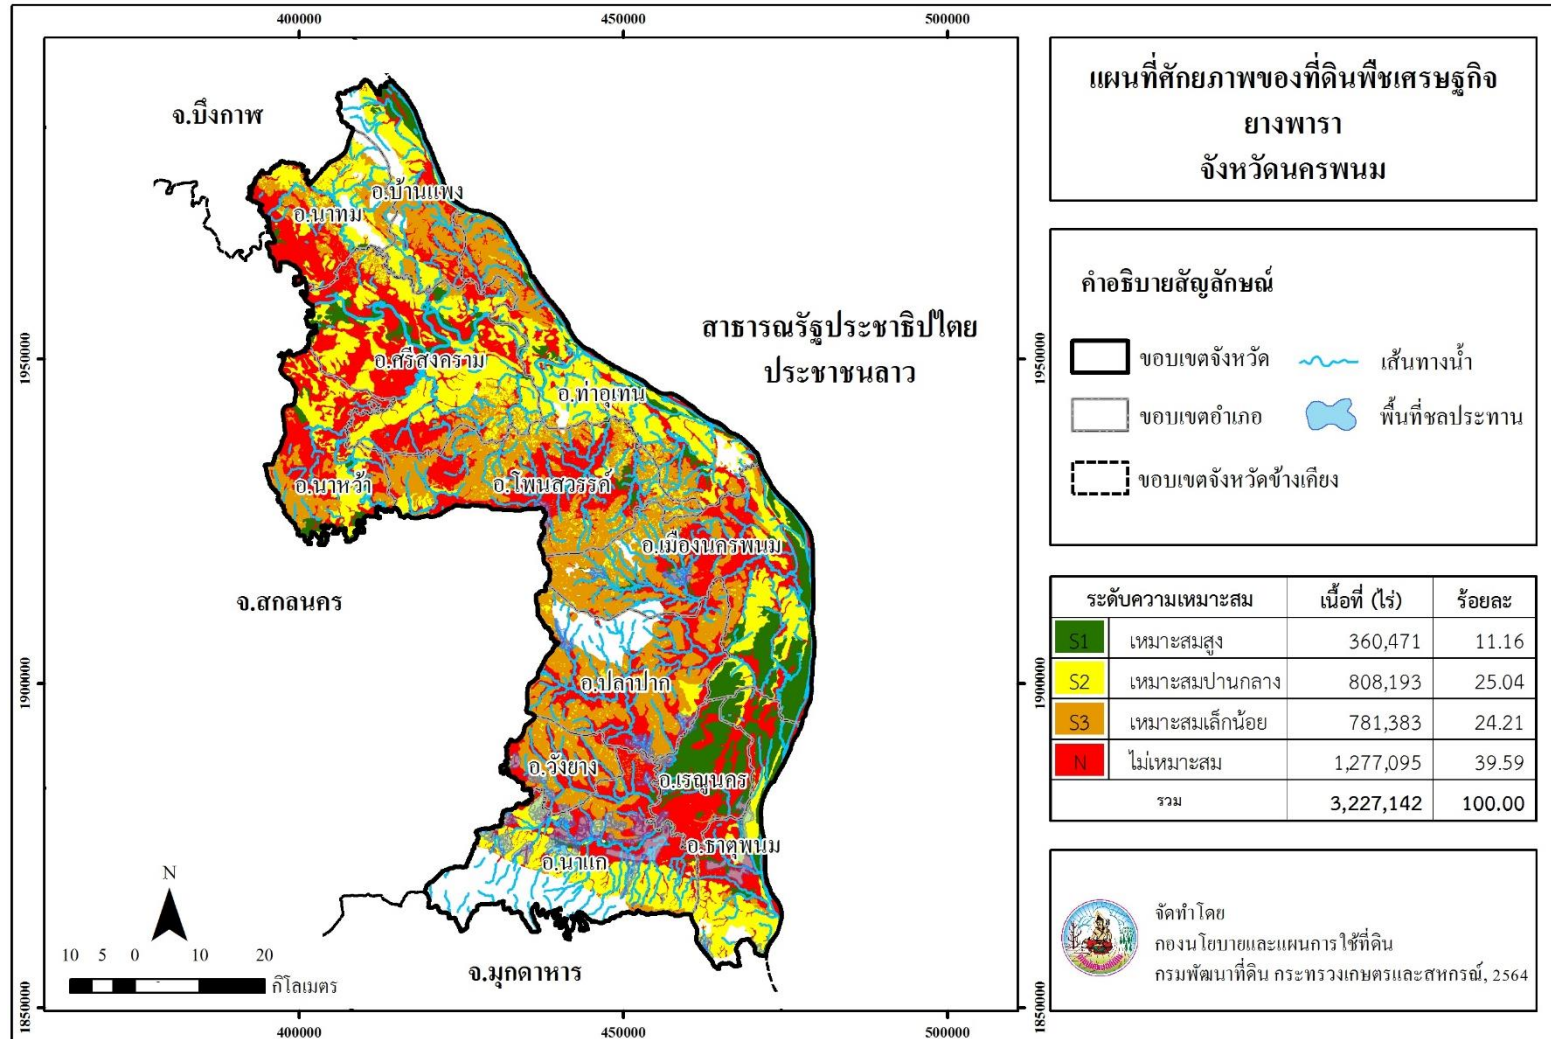 400000
450000
500000
แผนที่ศักยภาพของที่ดินพืชเศรษฐกิจ
ยางพารา
จังหวัดนครพนม
จ.บึงกาฬ
อ.บ้านแพง
อ.นาทม
คำอธิบายสัญลักษณ์
ขอบเขตจังหวัด
เส้นทางน้ำ
ขอบเขตอำเภอ
พื้นที่ชลประทาน
ขอบเขตจังหวัดข้างเคียง
สาธารณรัฐประชาธิปไตย
ประชาชนลาว
1950000
1950000
อ.ศรีสงคราม
อ.ท่าอุเทน
อ.นาหว้า
อ.โพนสวรรค์
อ.เมืองนครพนม
จ.สกลนคร
ระดับความเหมาะสม เนื้อที่ (ไร่) ร้อยละ
S1 เหมาะสมสูง 360,471 11.16
S2 เหมาะสมปานกลาง 808,193 25.04
S3 เหมาะสมเล็กน้อย 781,383 24.21
N ไม่เหมาะสม 1,277,095 39.59
รวม 3,227,142 100.00
1900000
1900000
อ.ปลาปาก
อ.วังยาง
อ.เรณูนคร
อ.ธาตุพนม
อ.นาแก
N
10 5 0 10 20
กิโลเมตร
จ.มุกดาหาร
จัดทำโดย
กองนโยบายและแผนการใช้ที่ดิน
กรมพัฒนาที่ดิน กระทรวงเกษตรและสหกรณ์, 2564
1850000
1850000
400000
450000
500000